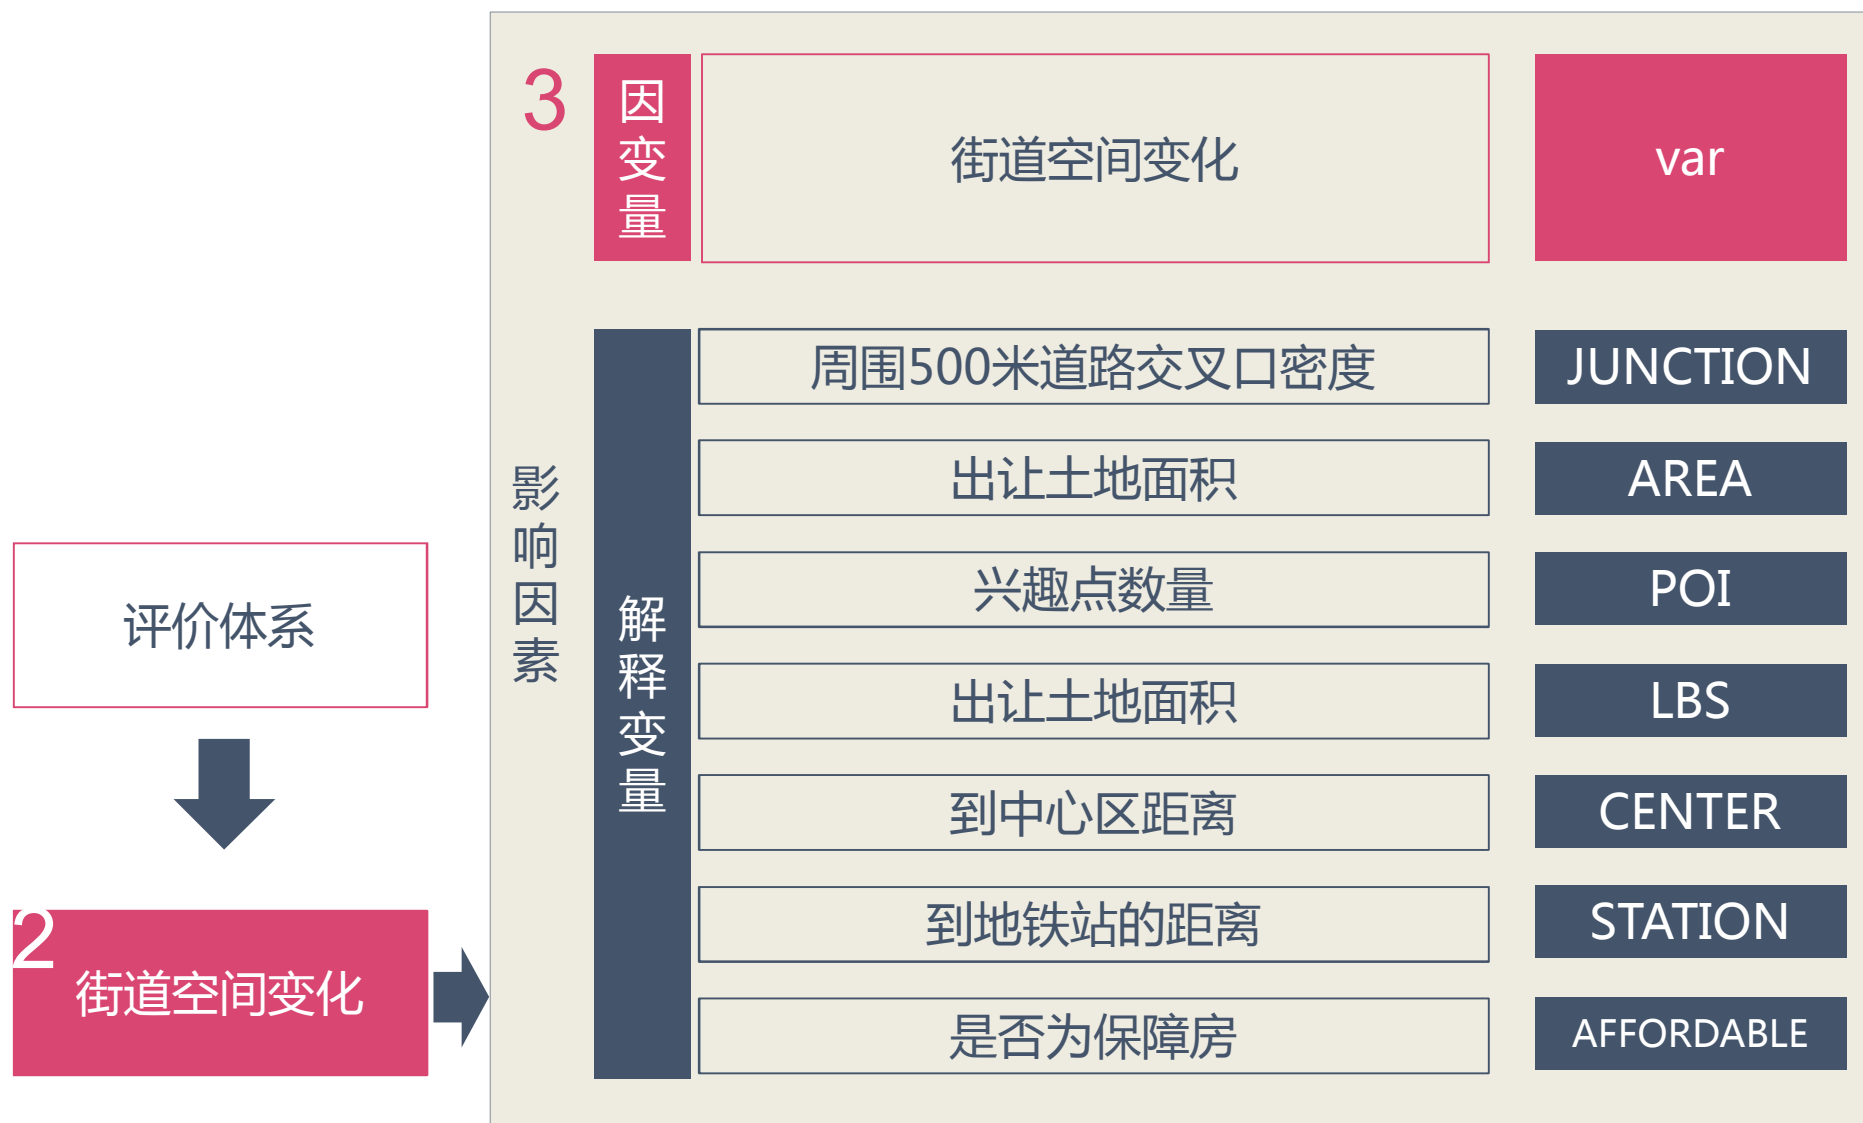 评价体系
2
街道空间变化
3
影响因素
因变量
街道空间变化
var
解释变量
周围500米道路交叉口密度
JUNCTION
出让土地面积
AREA
兴趣点数量
POI
出让土地面积
LBS
到中心区距离
CENTER
到地铁站的距离
STATION
是否为保障房
AFFORDABLE